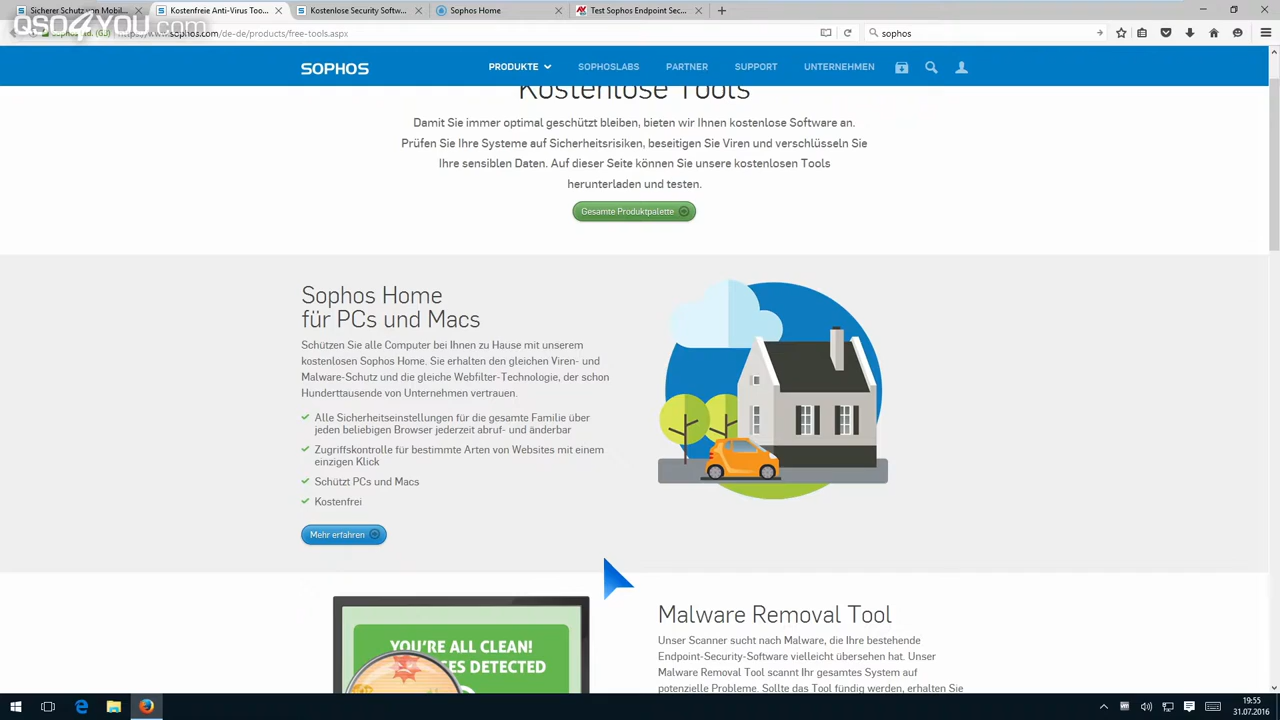 Sicherer Schutz von Mobil...
Kostenfreie Anti-Virus Too...
Kostenlose Security Softw...
Sophos Home
Test Sophos Endpoint Sec...
QSO4YOU.com
www.sophos.com/de-de/products/free-tools.aspx
sophos
SOPHOS
PRODUKTE
SOPHOSLABS
PARTNER
SUPPORT
UNTERNEHMEN
Kostenlose Tools
Damit Sie immer optimal geschützt bleiben, bieten wir Ihnen kostenlose Software an.
Prüfen Sie Ihre Systeme auf Sicherheitsrisiken, beseitigen Sie Viren und verschlüsseln Sie
Ihre sensiblen Daten. Auf dieser Seite können Sie unsere kostenlosen Tools
herunterladen und testen.
Gesamte Produktpalette
Sophos Home
für PCs und Macs
Schützen Sie alle Computer bei Ihnen zu Hause mit unserem
kostenlosen Sophos Home. Sie erhalten den gleichen Viren- und
Malware-Schutz und die gleiche Webfilter-Technologie, der schon
Hunderttausende von Unternehmen vertrauen.
Alle Sicherheitseinstellungen für die gesamte Familie über
jeden beliebigen Browser jederzeit abruf- und änderbar
Zugriffskontrolle für bestimmte Arten von Websites mit einem
einzigen Klick
Schützt PCs und Macs
Kostenfrei
Mehr erfahren
YOU'RE ALL CLEAN!
DETECTED
Malware Removal Tool
Unser Scanner sucht nach Malware, die Ihre bestehende
Endpoint-Security-Software vielleicht übersehen hat. Unser
Malware Removal Tool scannt Ihr gesamtes System auf
potenzielle Probleme. Sollte das Tool fündig werden, erhalten Sie
19:55
31.07.2016